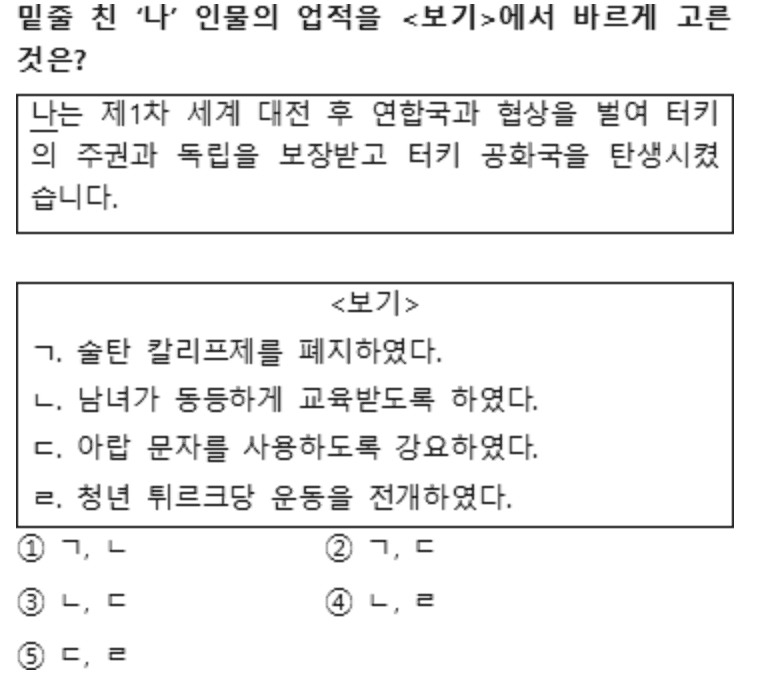 밑줄 친 ‘나’ 인물의 업적을 <보기>에서 바르게 고른
것은?
나는 제1차 세계 대전 후 연합국과 협상을 벌여 터키
의 주권과 독립을 보장받고 터키 공화국을 탄생시켰
습니다.
<보기>
ㄱ. 술탄 칼리프제를 폐지하였다.
ㄴ. 남녀가 동등하게 교육받도록 하였다.
ㄷ. 아랍 문자를 사용하도록 강요하였다.
ㄹ. 청년 튀르크당 운동을 전개하였다.
① ㄱ, ㄴ ② ㄱ, ㄷ
③ ㄴ, ㄷ ④ ㄴ, ㄹ
⑤ ㄷ, ㄹ